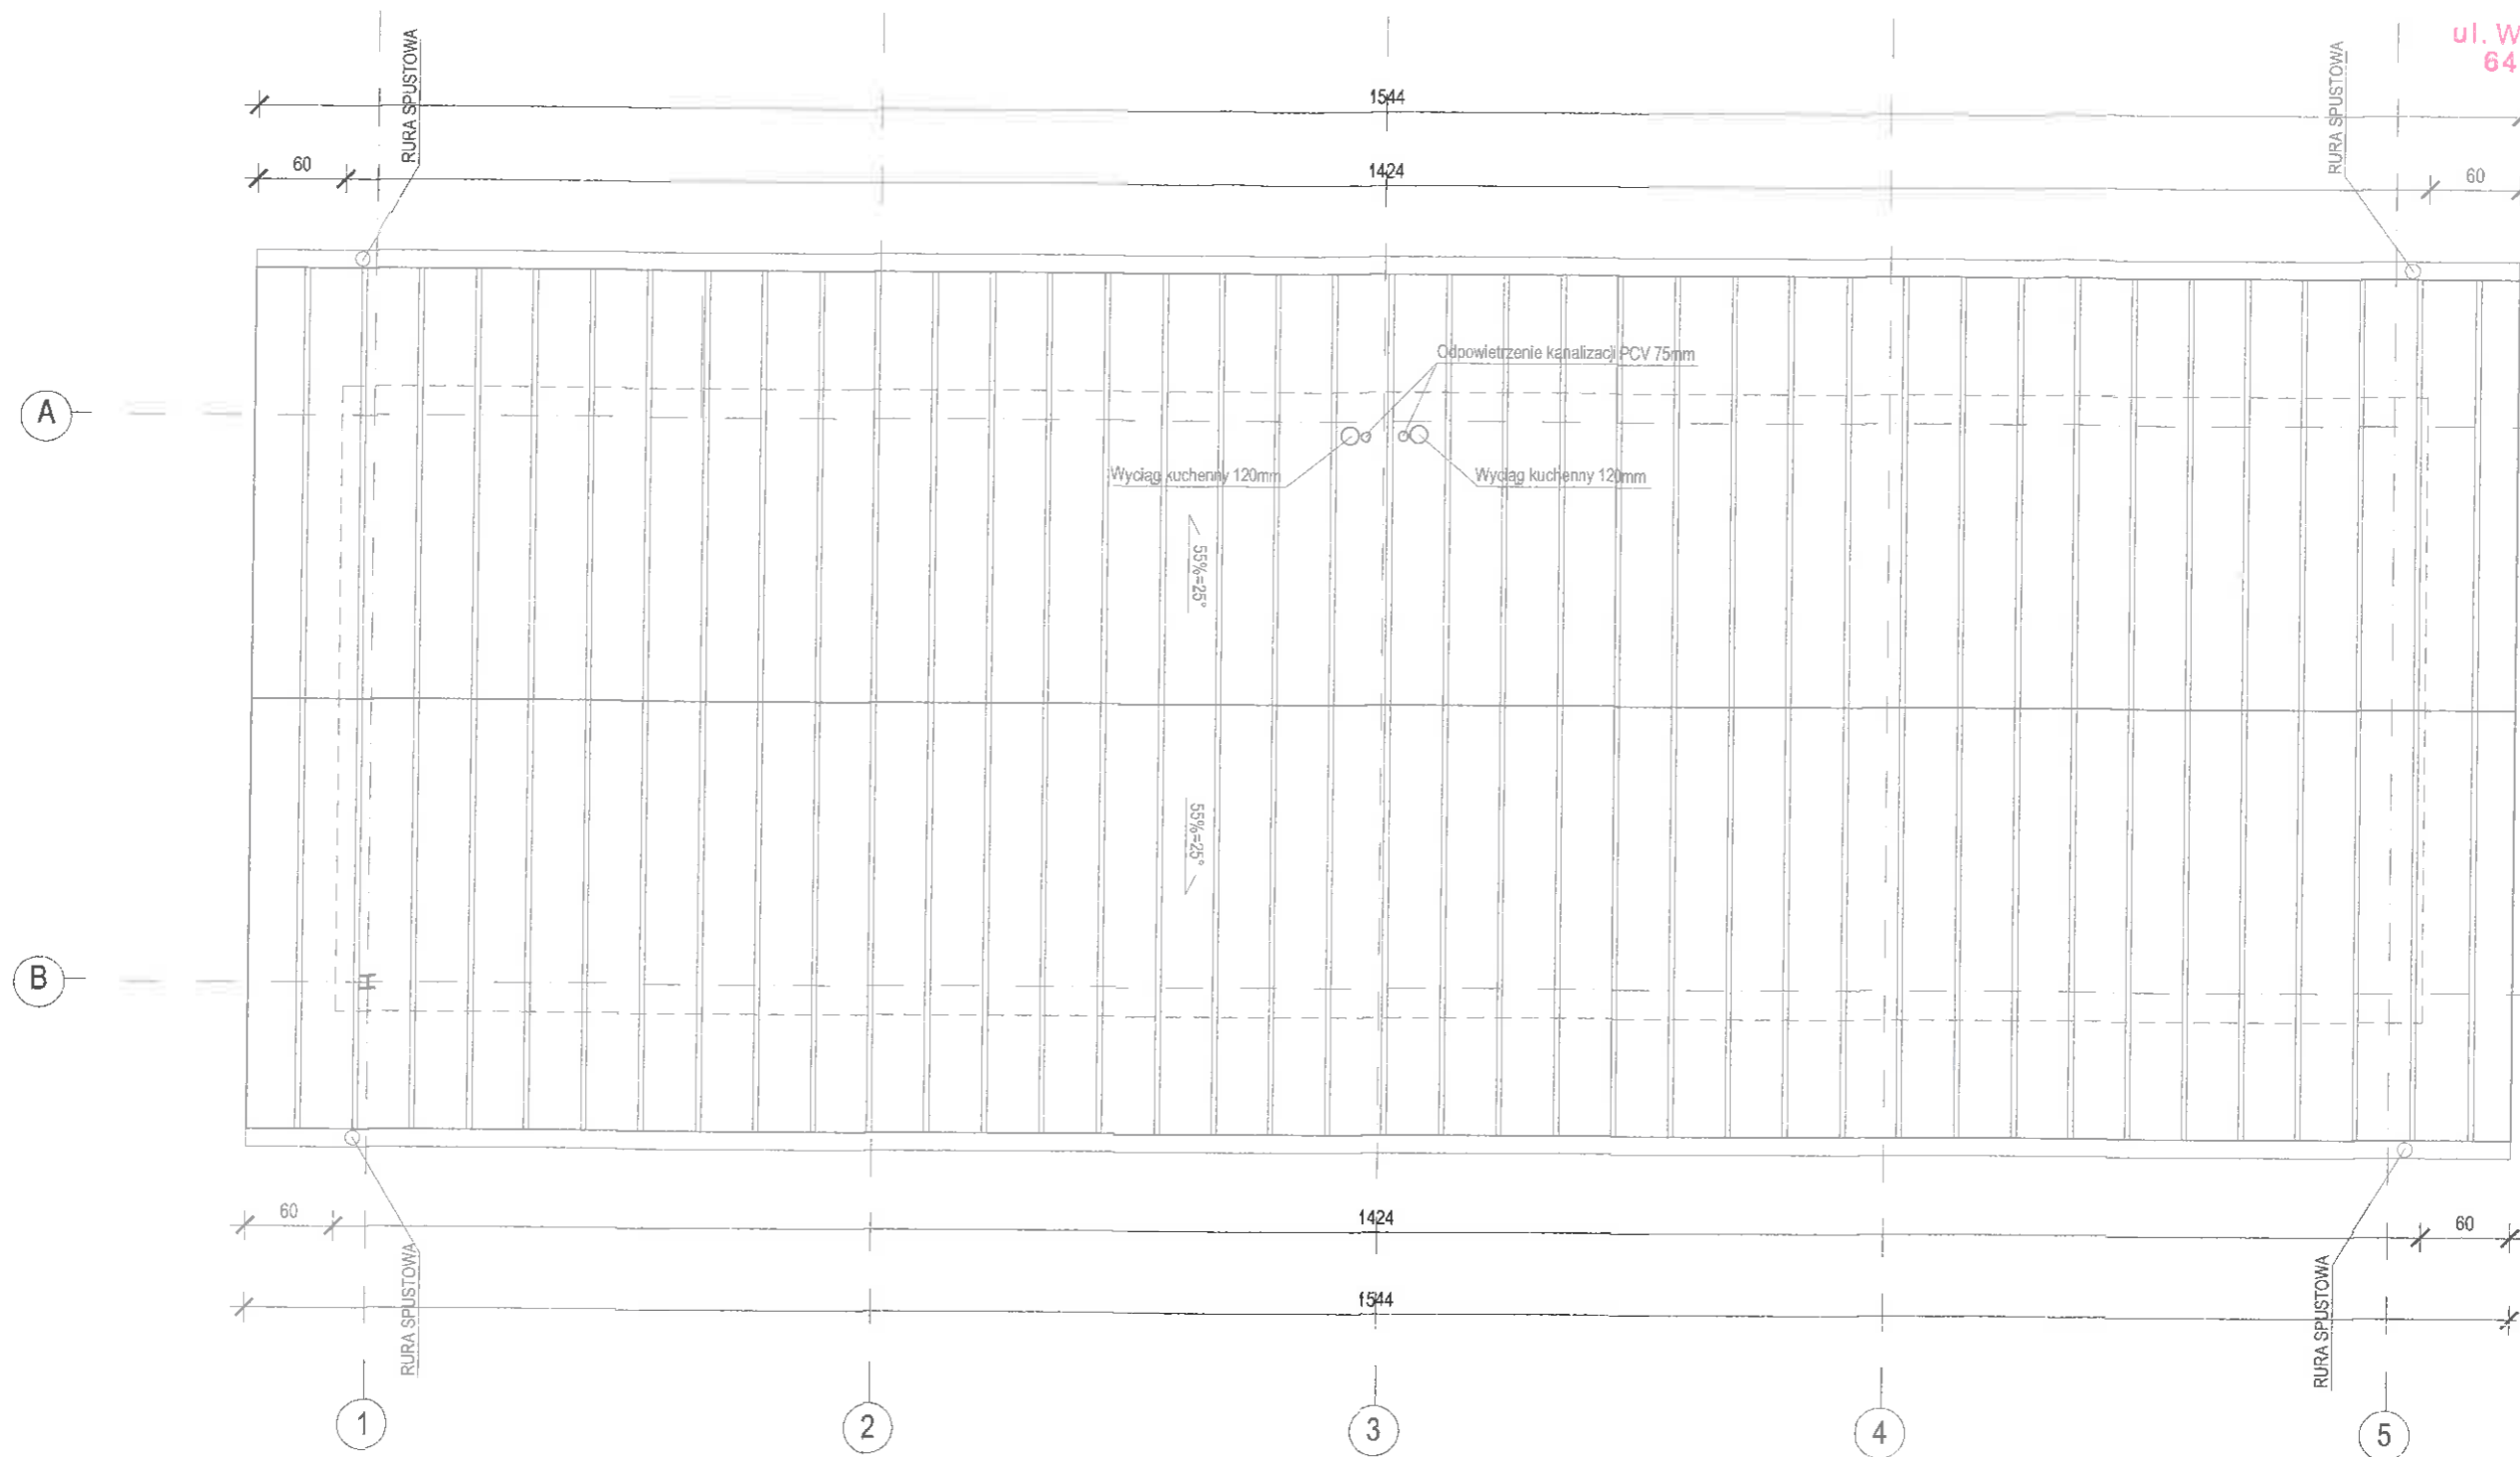 ul. W
64
RURA SPUSTOWA
RURA SPUSTOWA
1544
60
1424
60
Odpowietrzenie kanalizacji PCV 75mm
A
Wyciąg kuchenny 120mm
Wyciąg kuchenny 120mm
55%=25°
55%=25°
B
60
1424
60
RURA SPUSTOWA
RURA SPUSTOWA
1544
1
2
3
4
5